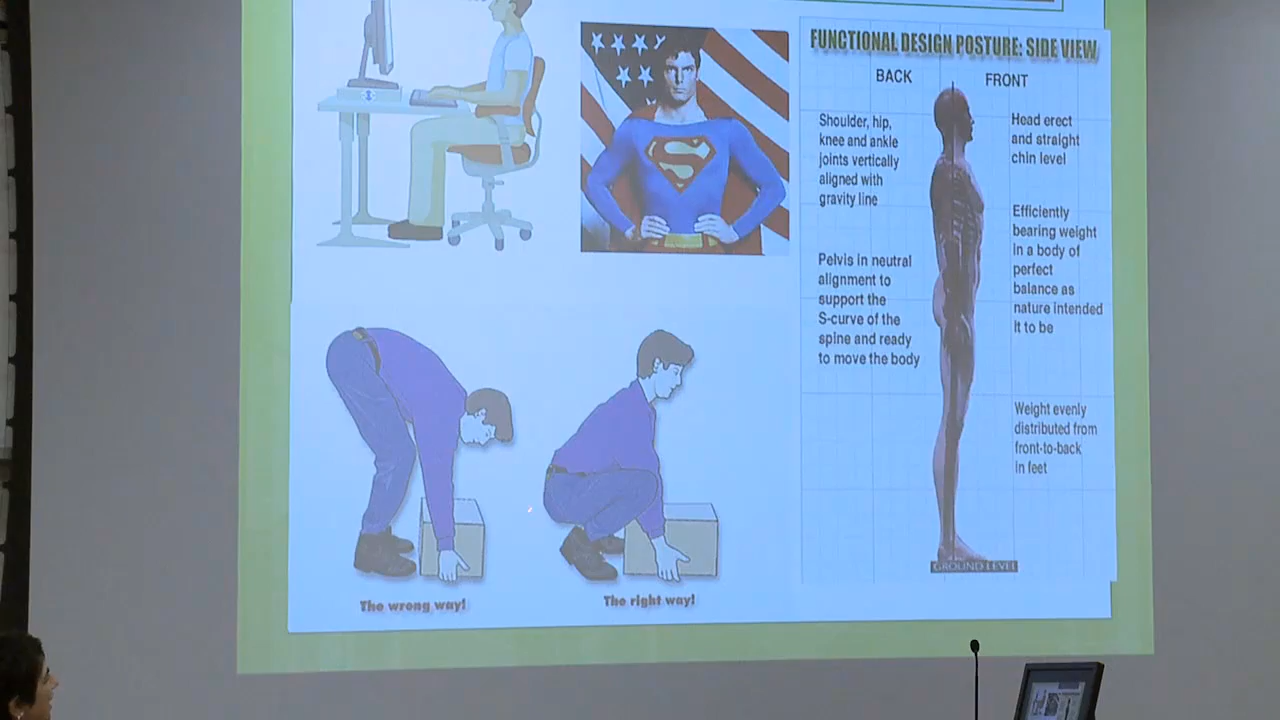 FUNCTIONAL DESIGN POSTURE: SIDE VIEW
BACK
FRONT
Shoulder, hip,
knee and ankle
joints vertically
aligned with
gravity line
Pelvis in neutral
alignment to
support the
S-curve of the
spine and ready
to move the body
Head erect
and straight
chin level
Efficiently
bearing weight
in a body of
perfect
balance as
nature intended
it to be
Weight evenly
distributed from
front-to-back
in feet
GROUND LEVEL
S
The wrong way!
The right way!